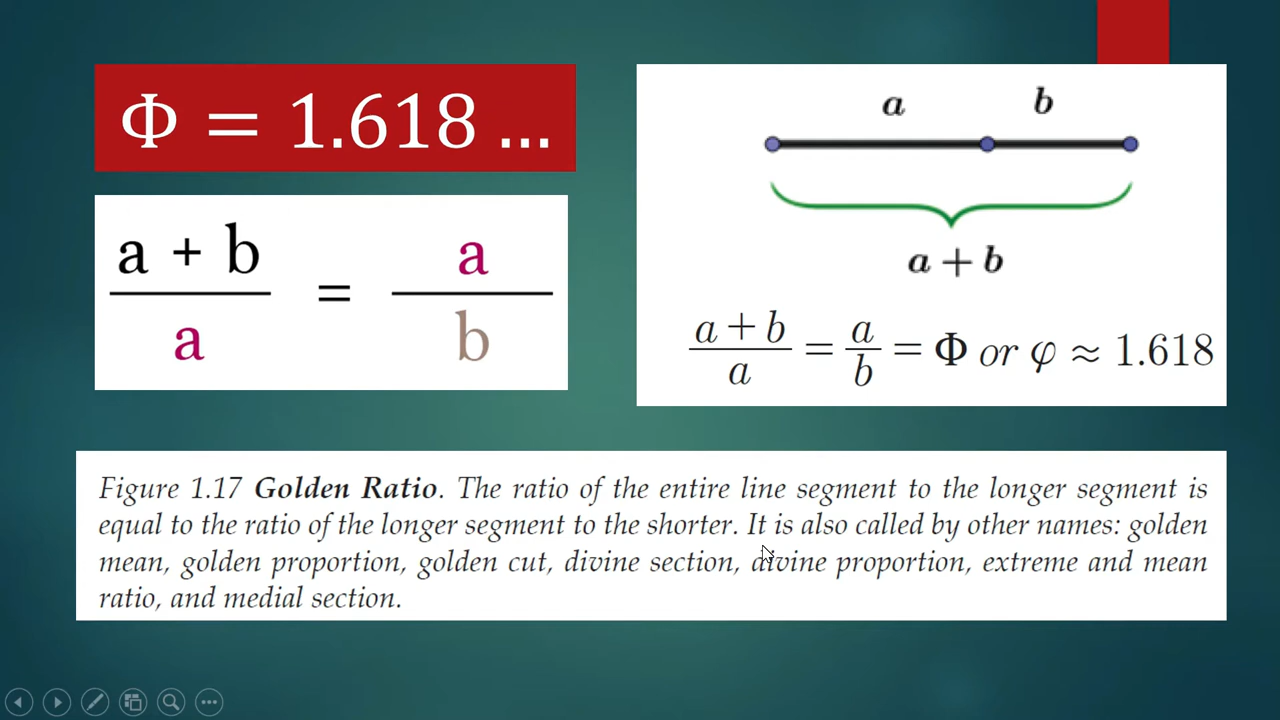 Φ = 1.618 ...
a + b
a
=
a
b
a b
a + b
a + b / a = a / b = Φ or φ ≈ 1.618
Figure 1.17 Golden Ratio. The ratio of the entire line segment to the longer segment is
equal to the ratio of the longer segment to the shorter. It is also called by other names: golden
mean, golden proportion, golden cut, divine section, divine proportion, extreme and mean
ratio, and medial section.